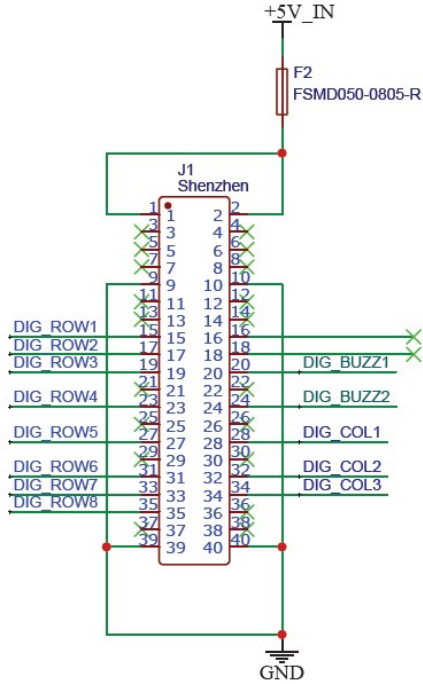 +5V_IN
F2
FSMD050-0805-R
J1
Shenzhen
1 1 2 2
3 3 4 4
5 5 6 6
7 7 8 8
9 9 10 10
11 11 12 12
13 13 14 14
DIG_ROW1 15 15 16 16
DIG_ROW2 17 17 18 18
DIG_ROW3 19 19 20 20 DIG_BUZZ1
21 21 22 22
DIG_ROW4 23 23 24 24 DIG_BUZZ2
25 25 26 26
DIG_ROW5 27 27 28 28 DIG_COL1
29 29 30 30
DIG_ROW6 31 31 32 32 DIG_COL2
DIG_ROW7 33 33 34 34 DIG_COL3
DIG_ROW8 35 35 36 36
37 37 38 38
39 39 40 40
GND